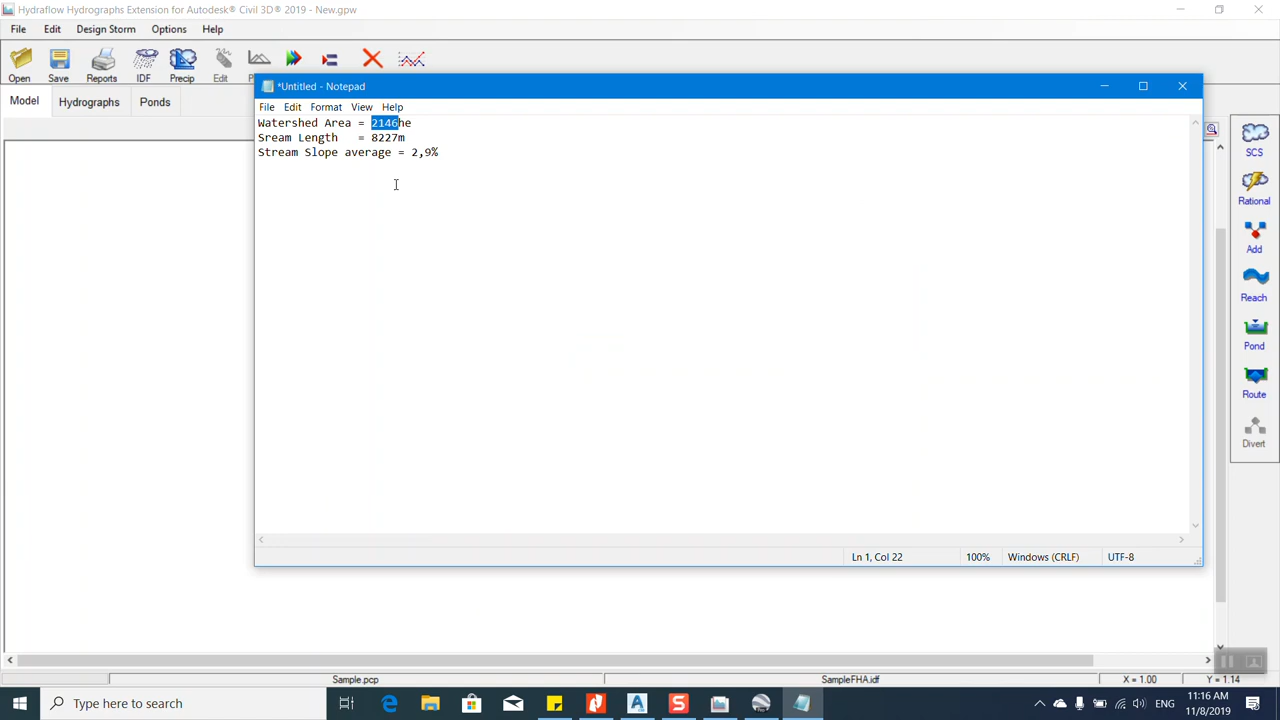 Hydraflow Hydrographs Extension for Autodesk® Civil 3D® 2019 - New.gpw
File Edit Design Storm Options Help
Open Save Reports IDF Precip Edit
Model Hydrographs Ponds
*Untitled - Notepad
File Edit Format View Help
Watershed Area = 2146he
Sream Length = 8227m
Stream Slope average = 2,9%
Ln 1, Col 22 100% Windows (CRLF) UTF-8
SCS
Rational
Add
Reach
Pond
Route
Divert
Sample.pcp SampleFHA.idf X = 1.00 Y = 1.14
Type here to search
ENG
11:16 AM
11/8/2019